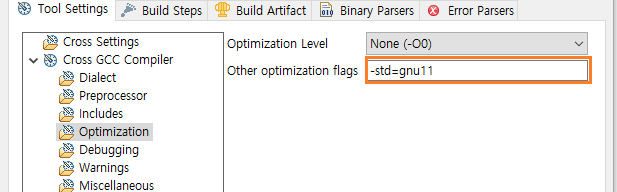 Tool Settings Build Steps Build Artifact Binary Parsers Error Parsers
Cross Settings
Cross GCC Compiler
Dialect
Preprocessor
Includes
Optimization
Debugging
Warnings
Miscellaneous
Optimization Level None (-O0)
Other optimization flags -std=gnu11